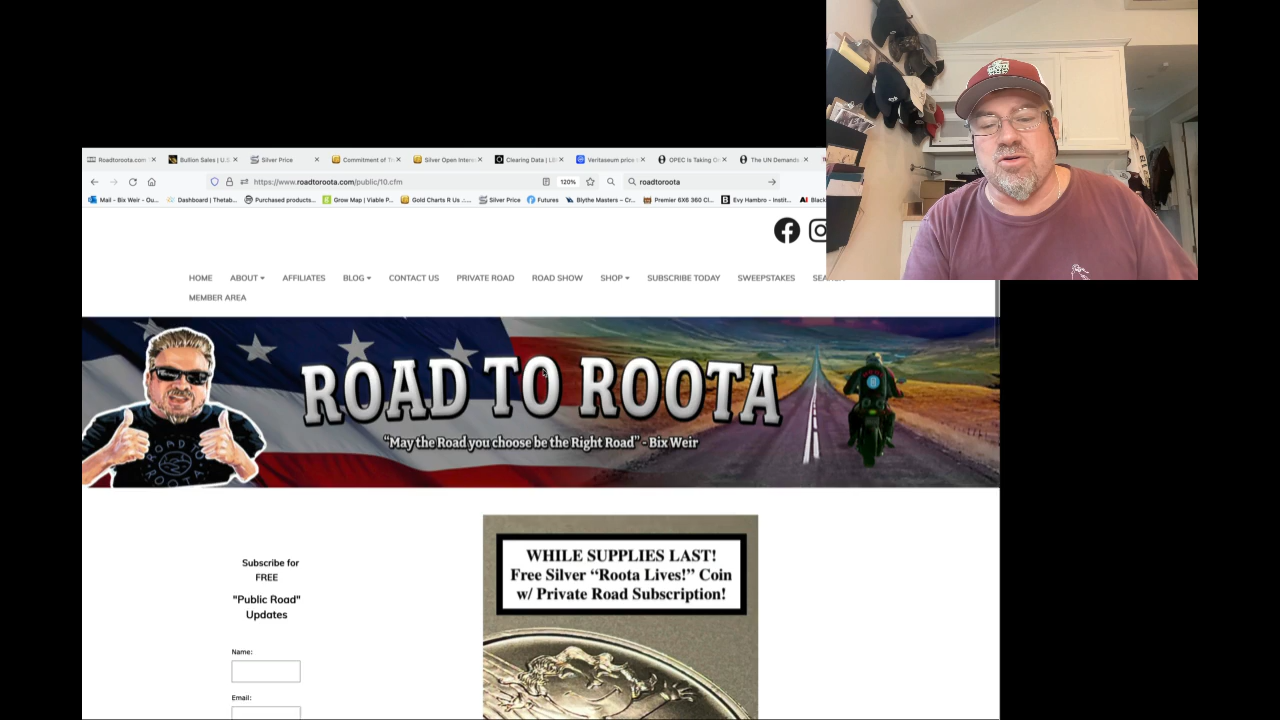 Roadtoroota.com
Bullion Sales | U.S.
Silver Price
Commitment of
Silver Open Intere
Clearing Data |
Veritaseum price
OPEC is Taking
The UN Demands
https://www.roadtoroota.com/public/10.cfm
120%
roadtoroota
Mail - Bix Weir - Ou...
Dashboard | Thetab...
Purchased products...
Grow Map | Viable P...
Gold Charts R Us ::...
Silver Price
Futures
Blythe Masters – Cr...
Premier 6X6 360 Cl...
Evy Hambro - Instit...
Black
HOME
ABOUT
AFFILIATES
BLOG
CONTACT US
PRIVATE ROAD
ROAD SHOW
SHOP
SUBSCRIBE TODAY
SWEEPSTAKES
MEMBER AREA
ROAD TO ROOTA
“May the Road you choose be the Right Road” - Bix Weir
Subscribe for
FREE
"Public Road"
Updates
Name:
Email:
WHILE SUPPLIES LAST!
Free Silver “Roota Lives!” Coin
w/ Private Road Subscription!